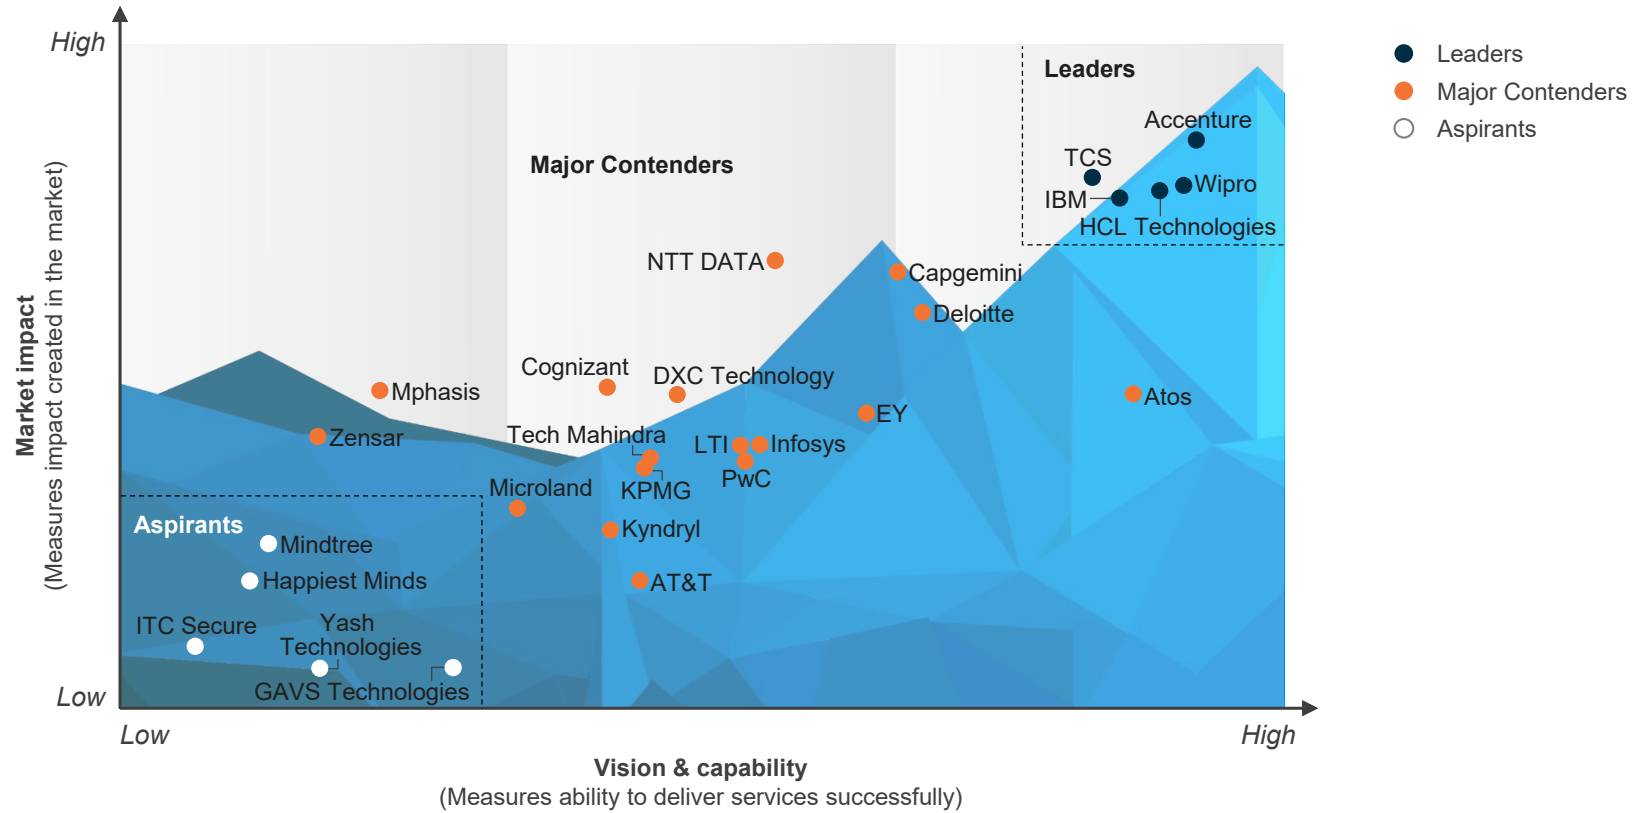 High
Leaders
Leaders
Major Contenders
Aspirants
Accenture
TCS
Major Contenders
Wipro
IBM
HCL Technologies
NTT DATA
Capgemini
Deloitte
Cognizant
DXC Technology
Mphasis
Atos
EY
Zensar
Tech Mahindra
LTI
Infosys
PwC
KPMG
Microland
Aspirants
Kyndryl
Mindtree
Happiest Minds
AT&T
ITC Secure
Yash
Technologies
GAVS Technologies
Market impact
(Measures impact created in the market)
Low
Low
High
Vision & capability
(Measures ability to deliver services successfully)